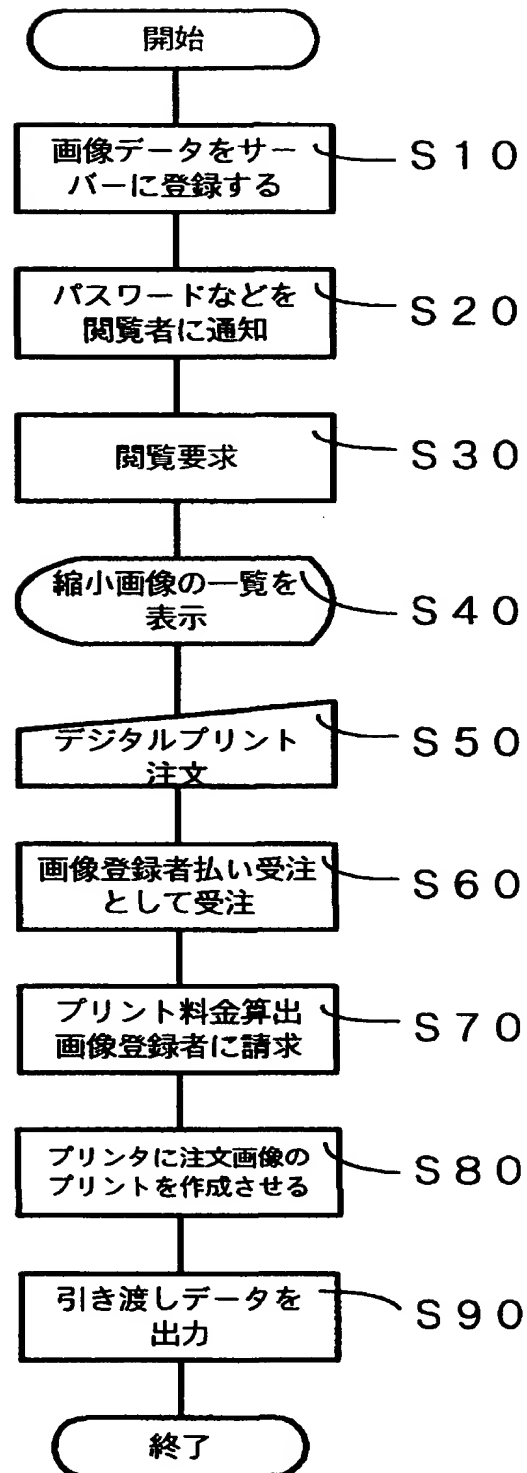 開始
画像データをサー
バーに登録する
S10
パスワードなどを
閲覧者に通知
S20
閲覧要求
S30
縮小画像の一覧を
表示
S40
デジタルプリント
注文
S50
画像登録者払い受注
として受注
S60
プリント料金算出
画像登録者に請求
S70
プリンタに注文画像の
プリントを作成させる
S80
引き渡しデータを
出力
S90
終了